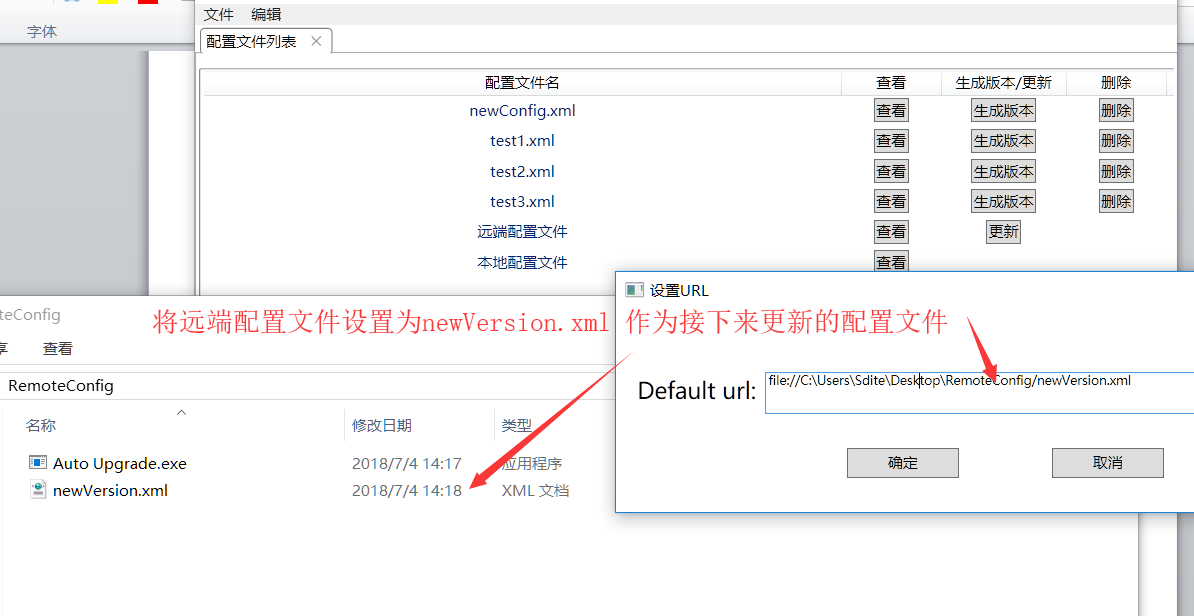 字体
文件 编辑
配置文件列表
配置文件名 查看 生成版本/更新 删除
newConfig.xml 查看 生成版本 删除
test1.xml 查看 生成版本 删除
test2.xml 查看 生成版本 删除
test3.xml 查看 生成版本 删除
远端配置文件 查看 更新
本地配置文件 查看
设置URL
teConfig
将远端配置文件设置为newVersion.xml 作为接下来更新的配置文件
享 查看
RemoteConfig
Default url: file://C:\Users\Sdite\Desktop\RemoteConfig/newVersion.xml
名称 修改日期 类型
确定 取消
Auto Upgrade.exe 2018/7/4 14:17 应用程序
newVersion.xml 2018/7/4 14:18 XML 文档